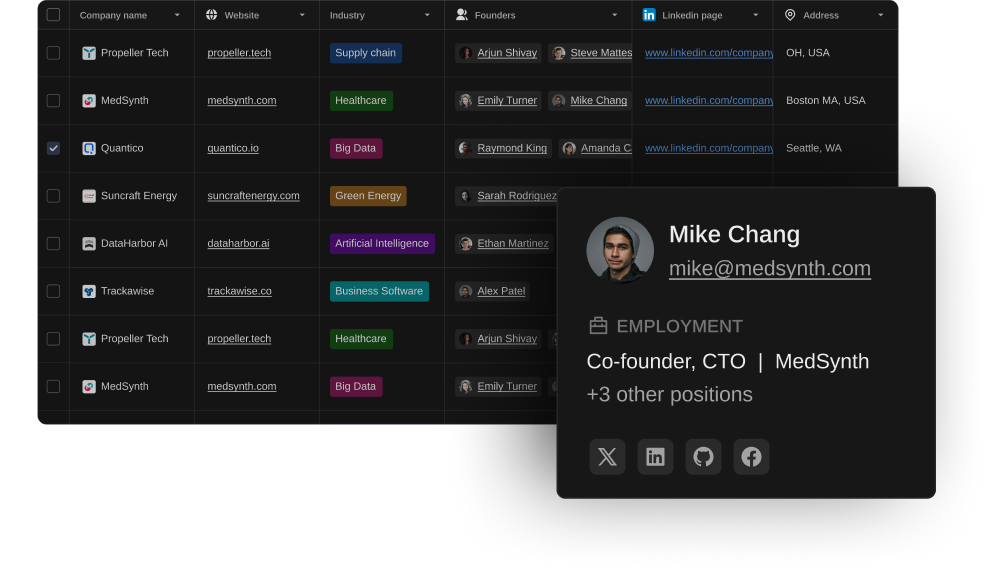 Company name Website Industry Founders Linkedin page Address
Propeller Tech propeller.tech Supply chain Arjun Shivay Steve Mattes www.linkedin.com/company OH, USA
MedSynth medsynth.com Healthcare Emily Turner Mike Chang www.linkedin.com/company Boston MA, USA
Quantico quantico.io Big Data Raymond King Amanda C www.linkedin.com/company Seattle, WA
Suncraft Energy suncraftenergy.com Green Energy Sarah Rodriquez
DataHarbor AI dataharbor.ai Artificial Intelligence Ethan Martinez
Trackawise trackawise.co Business Software Alex Patel
Propeller Tech propeller.tech Healthcare Arjun Shivay
MedSynth medsynth.com Big Data Emily Turner
Mike Chang
mike@medsynth.com
EMPLOYMENT
Co-founder, CTO | MedSynth
+3 other positions